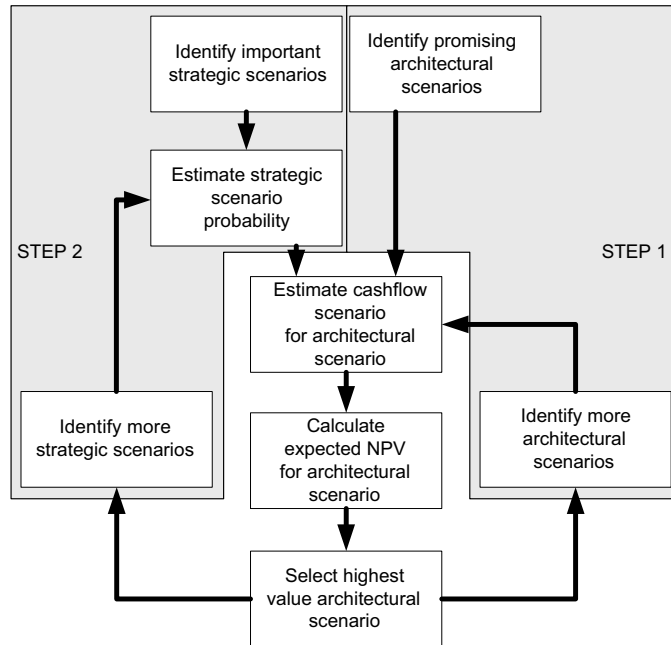 Identify important
strategic scenarios
Identify promising
architectural
scenarios
Estimate strategic
scenario
probability
STEP 2
STEP 1
Estimate cashflow
scenario
for architectural
scenario
Identify more
strategic scenarios
Calculate
expected NPV
for architectural
scenario
Identify more
architectural
scenarios
Select highest
value architectural
scenario